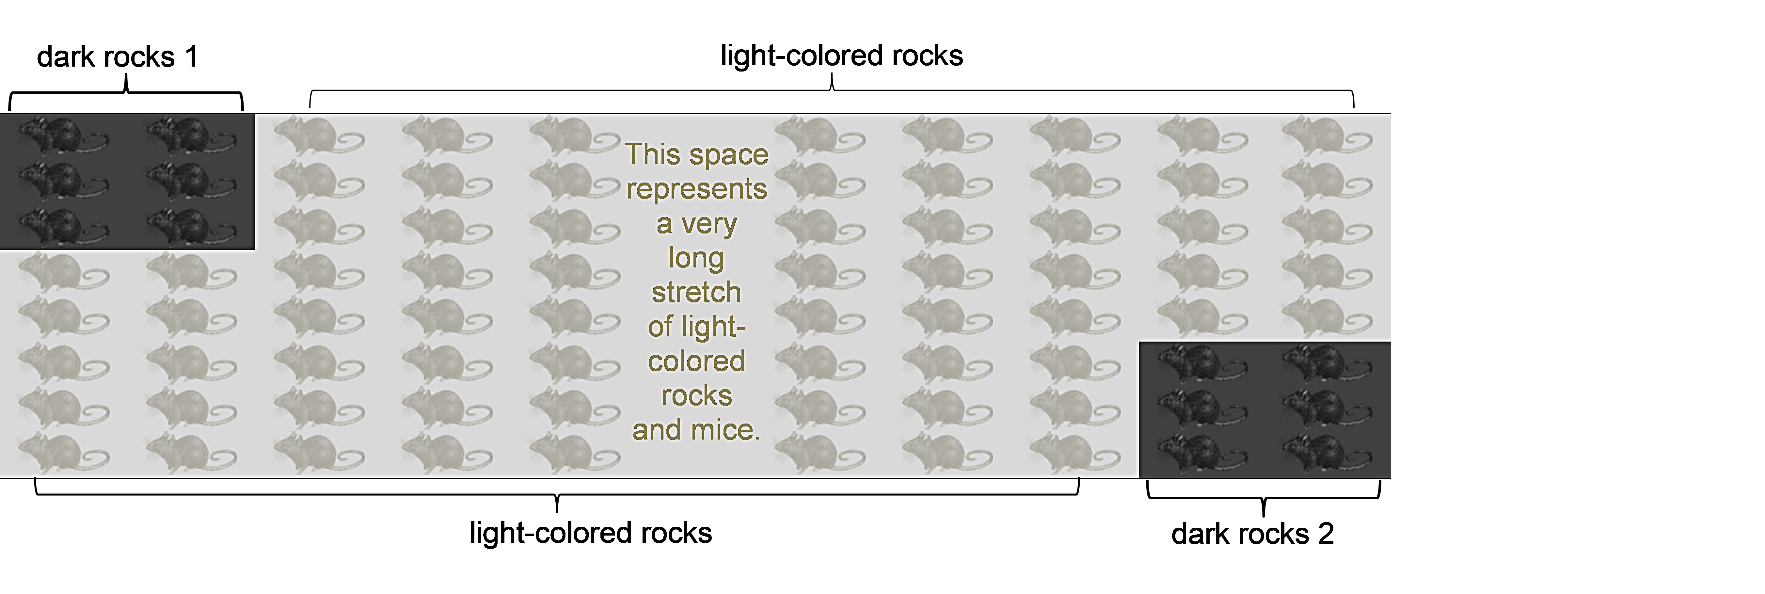 dark rocks 1
light-colored rocks
This space
represents
a very
long
stretch
of light-
colored
rocks
and mice.
light-colored rocks
dark rocks 2